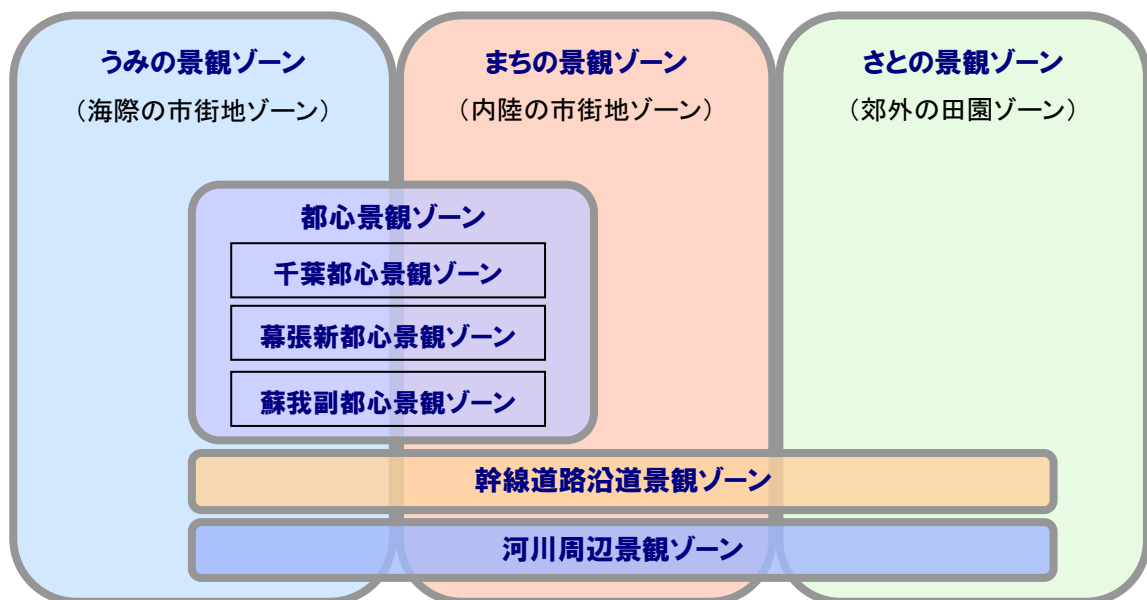 うみの景観ゾーン
（海際の市街地ゾーン）
まちの景観ゾーン
（内陸の市街地ゾーン）
さとの景観ゾーン
（郊外の田園ゾーン）
都心景観ゾーン
千葉都心景観ゾーン
幕張新都心景観ゾーン
蘇我副都心景観ゾーン
幹線道路沿道景観ゾーン
河川周辺景観ゾーン